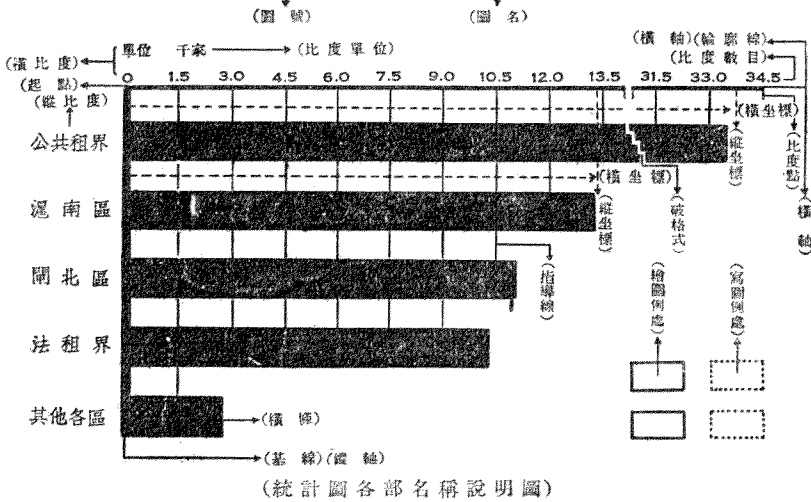 (圖號) (圖名)
(橫軸)(輪廓線)
單位 千家 (比度單位)
(橫比度) (比度數目)
(起點) 0 1.5 3.0 4.5 6.0 7.5 9.0 10.5 12.0 13.5 31.5 33.0 34.5
(縱比度) (橫坐標)
公共租界 (縱坐標) (比度點) (橫軸)
(橫坐標)
滬南區 (縱坐標) (破格式)
閘北區 (指導線) (繪圖例處) (寫圖例處)
法租界
其他各區 (橫條)
(基線)(縱軸)
(統計圖各部名稱說明圖)